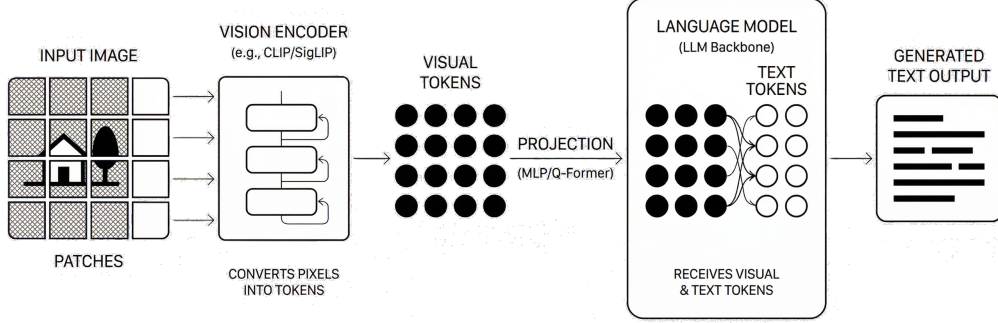 INPUT IMAGE
PATCHES
VISION ENCODER
(e.g., CLIP/SigLIP)
CONVERTS PIXELS
INTO TOKENS
VISUAL
TOKENS
PROJECTION
(MLP/Q-Former)
LANGUAGE MODEL
(LLM Backbone)
TEXT
TOKENS
RECEIVES VISUAL
& TEXT TOKENS
GENERATED
TEXT OUTPUT